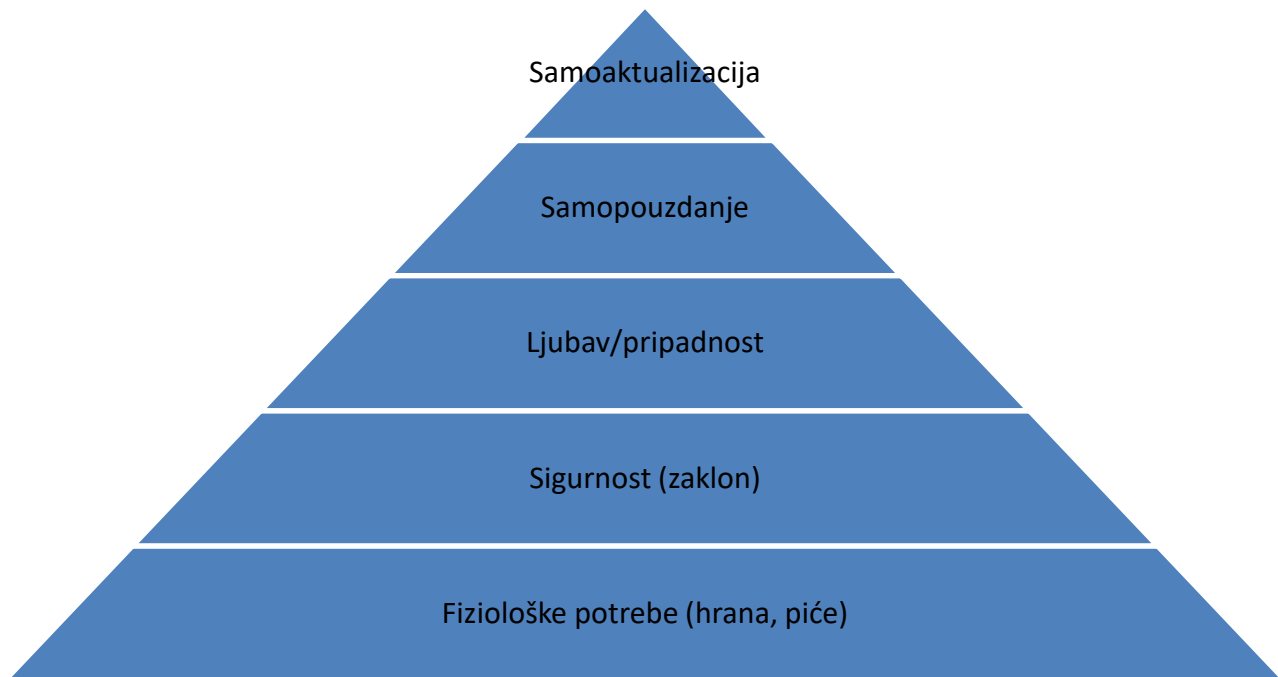 Samoaktualizacija
Samopouzdanje
Ljubav/pripadnost
Sigurnost (zaklon)
Fiziološke potrebe (hrana, piće)